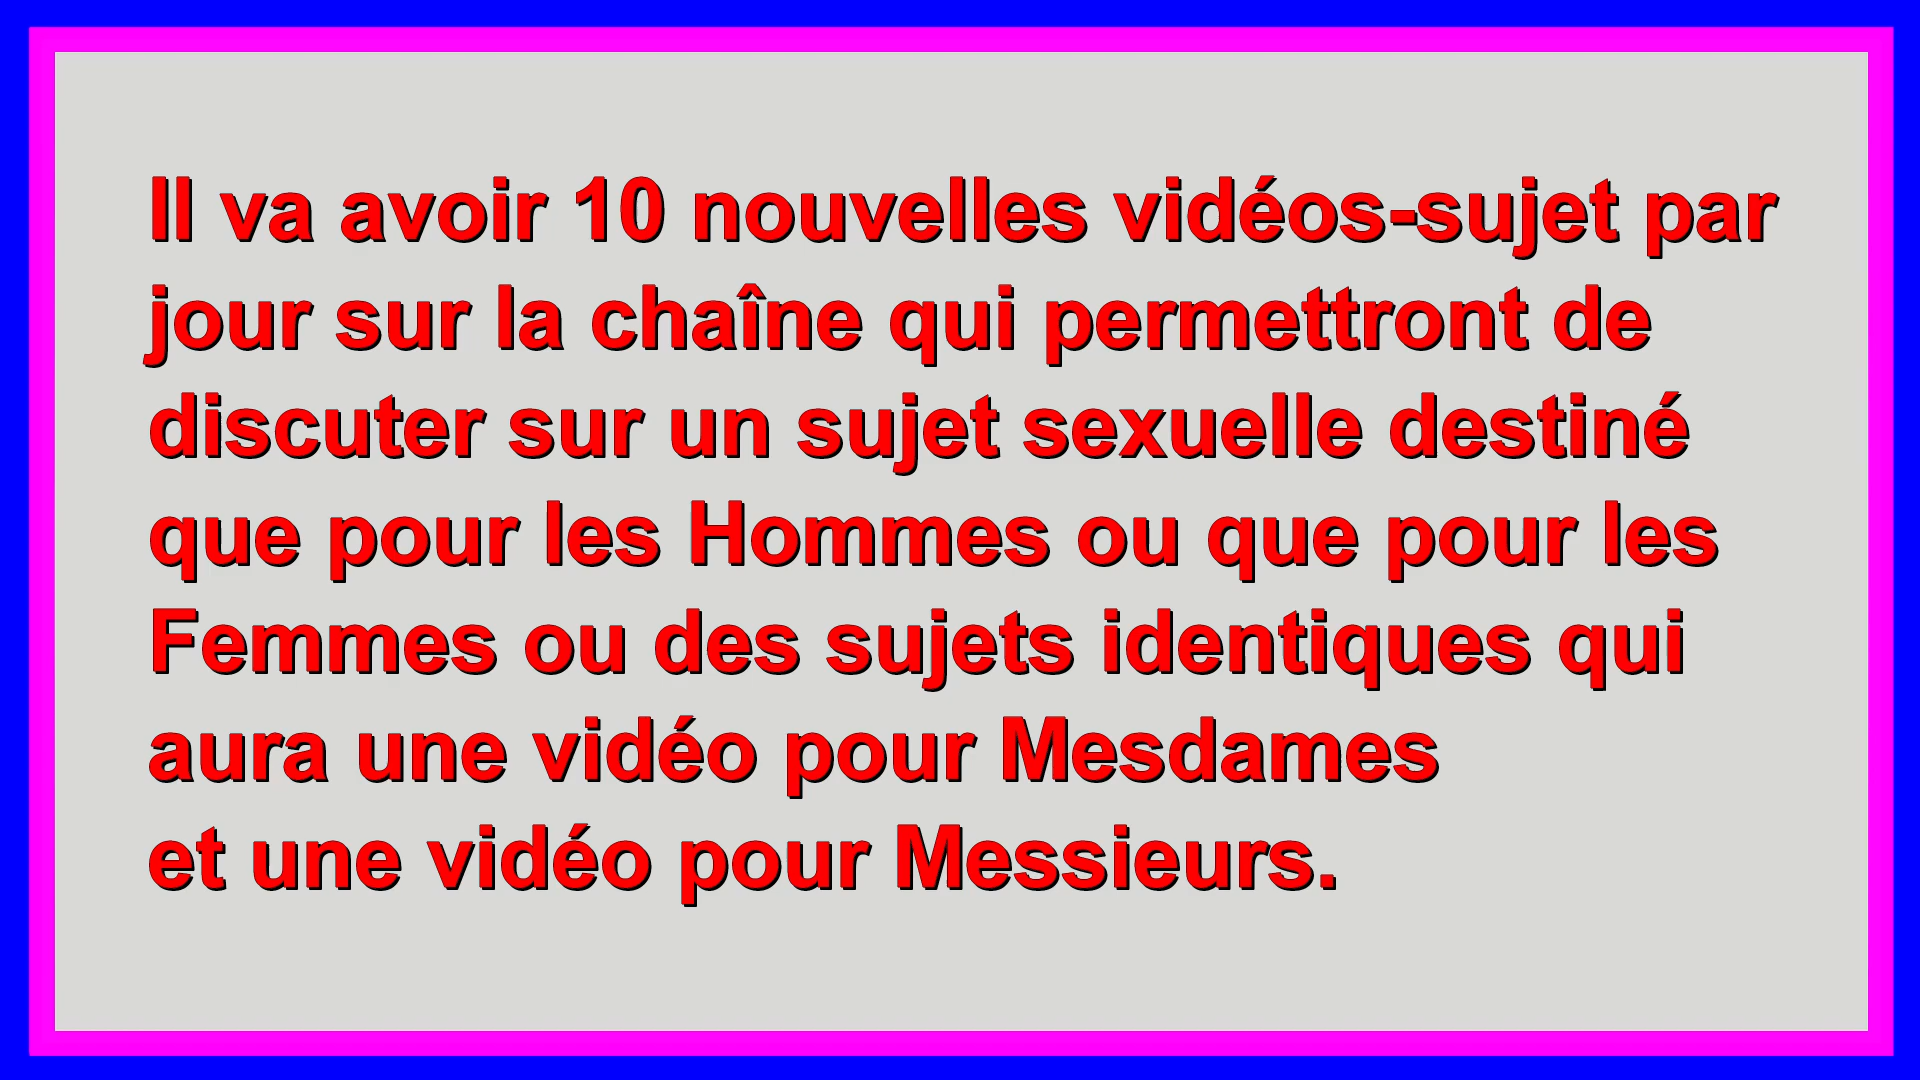 Il va avoir 10 nouvelles vidéos-sujet par
jour sur la chaîne qui permettront de
discuter sur un sujet sexuelle destiné
que pour les Hommes ou que pour les
Femmes ou des sujets identiques qui
aura une vidéo pour Mesdames
et une vidéo pour Messieurs.